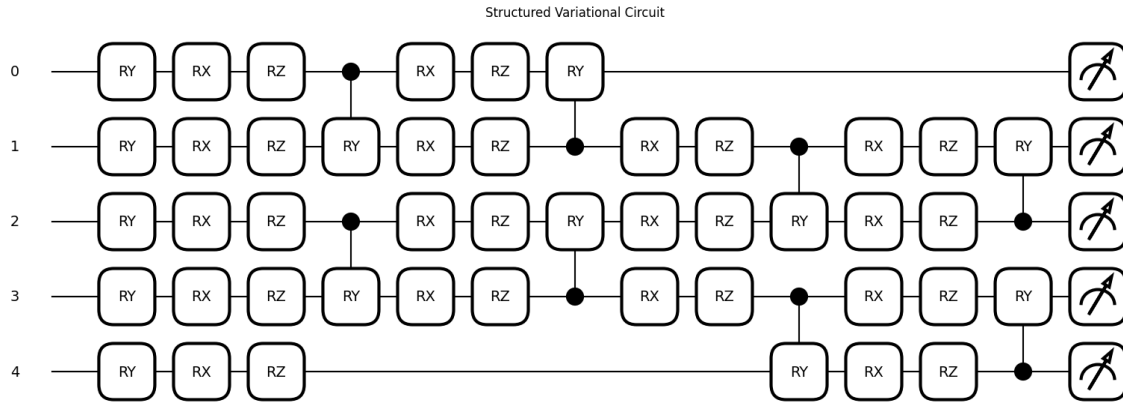 Structured Variational Circuit
0 RY RX RZ RX RZ RY
1 RY RX RZ RY RX RZ RX RZ RX RZ RY
2 RY RX RZ RX RZ RY RX RZ RY RX RZ
3 RY RX RZ RY RX RZ RX RZ RX RZ RY
4 RY RX RZ RY RX RZ